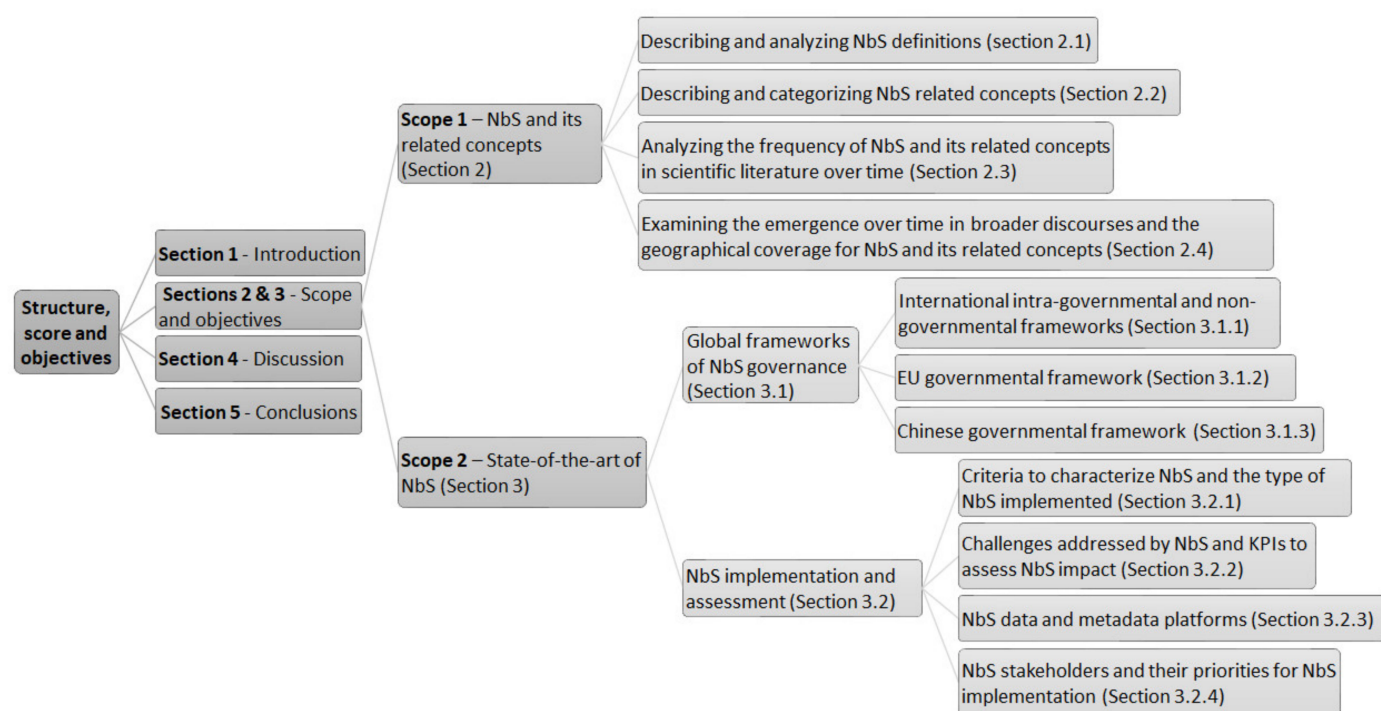 Structure,
score and
objectives
Section 1 - Introduction
Sections 2 & 3 - Scope
and objectives
Section 4 - Discussion
Section 5 - Conclusions
Scope 1 – NbS and its
related concepts
(Section 2)
Describing and analyzing NbS definitions (section 2.1)
Describing and categorizing NbS related concepts (Section 2.2)
Analyzing the frequency of NbS and its related concepts
in scientific literature over time (Section 2.3)
Examining the emergence over time in broader discourses and the
geographical coverage for NbS and its related concepts (Section 2.4)
Scope 2 – State-of-the-art of
NbS (Section 3)
Global frameworks
of NbS governance
(Section 3.1)
International intra-governmental and non-
governmental frameworks (Section 3.1.1)
EU governmental framework (Section 3.1.2)
Chinese governmental framework (Section 3.1.3)
NbS implementation and
assessment (Section 3.2)
Criteria to characterize NbS and the type of
NbS implemented (Section 3.2.1)
Challenges addressed by NbS and KPIs to
assess NbS impact (Section 3.2.2)
NbS data and metadata platforms (Section 3.2.3)
NbS stakeholders and their priorities for NbS
implementation (Section 3.2.4)